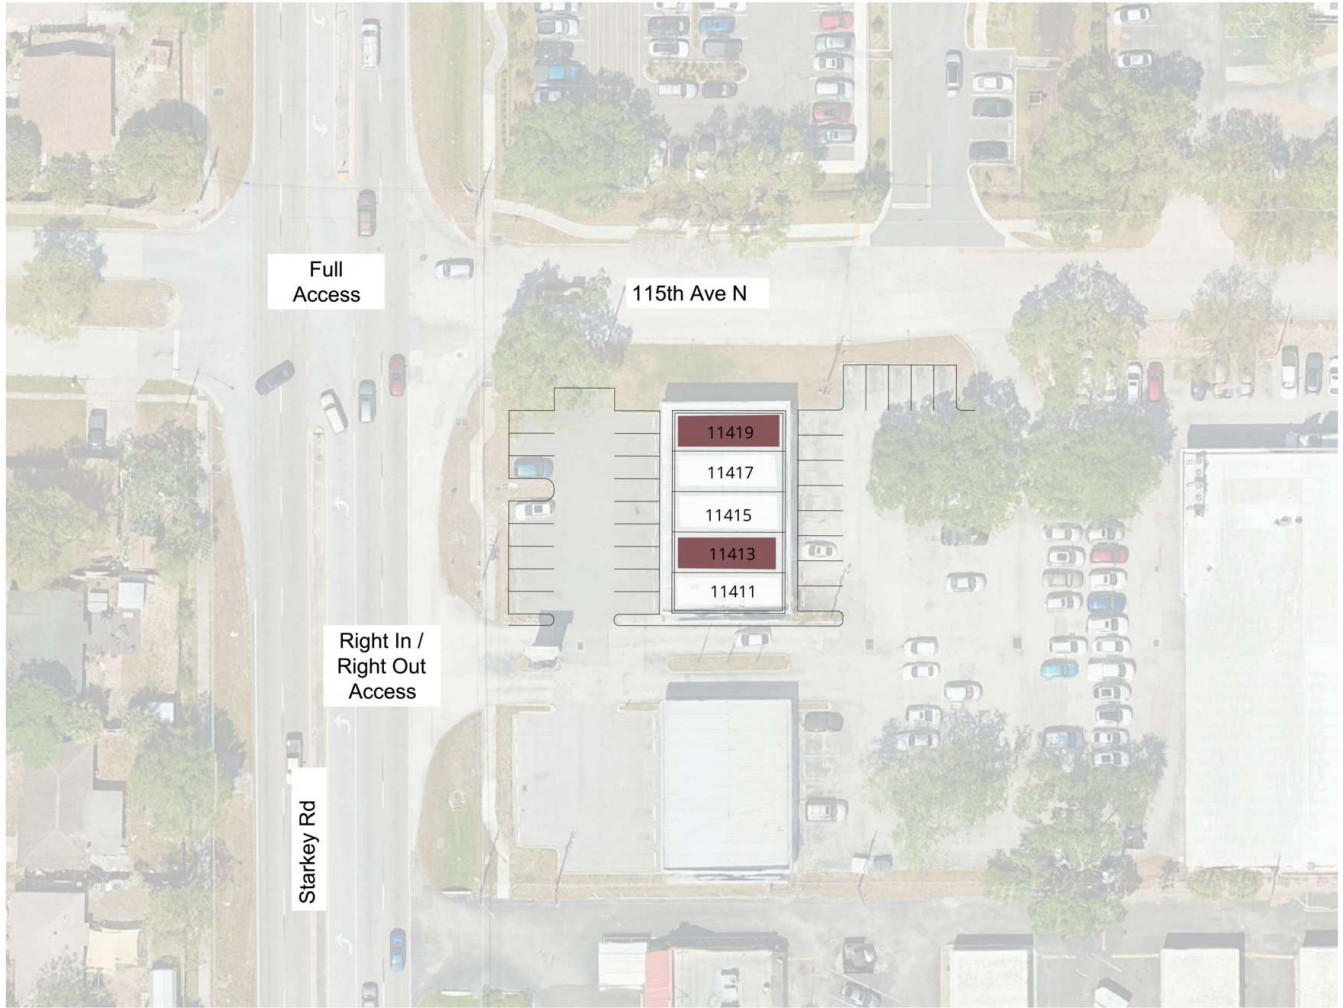 Full
Access
115th Ave N
11419
11417
11415
11413
11411
Right In /
Right Out
Access
Starkey Rd